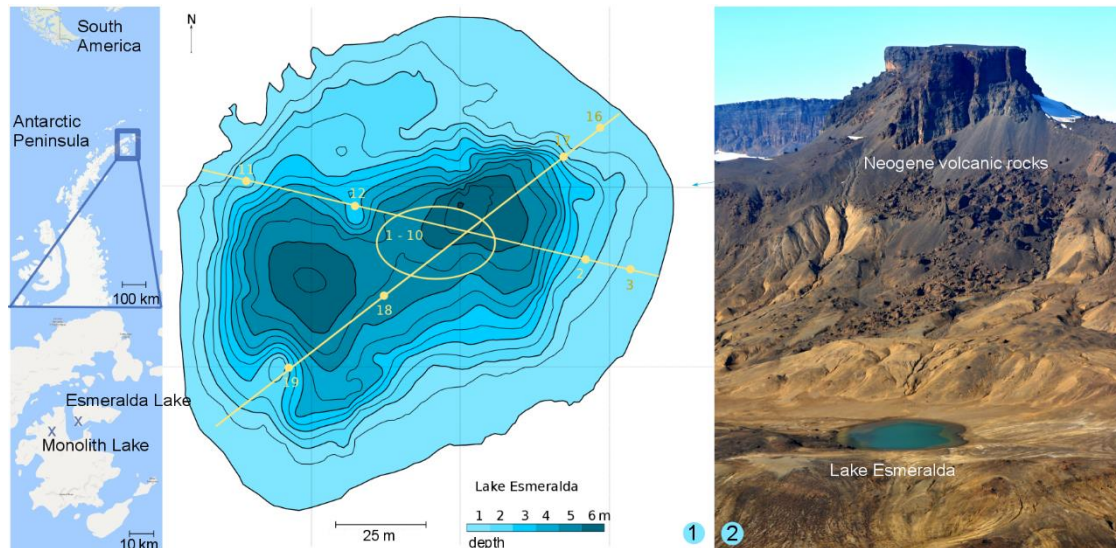 South
America
Antarctic
Peninsula
100 km
Esmeralda Lake
Monolith Lake
10 km
N
16
17
11
12
1 - 10
2
3
18
19
Lake Esmeralda
1 2 3 4 5 6 m
depth
25 m
1
2
Neogene volcanic rocks
Lake Esmeralda